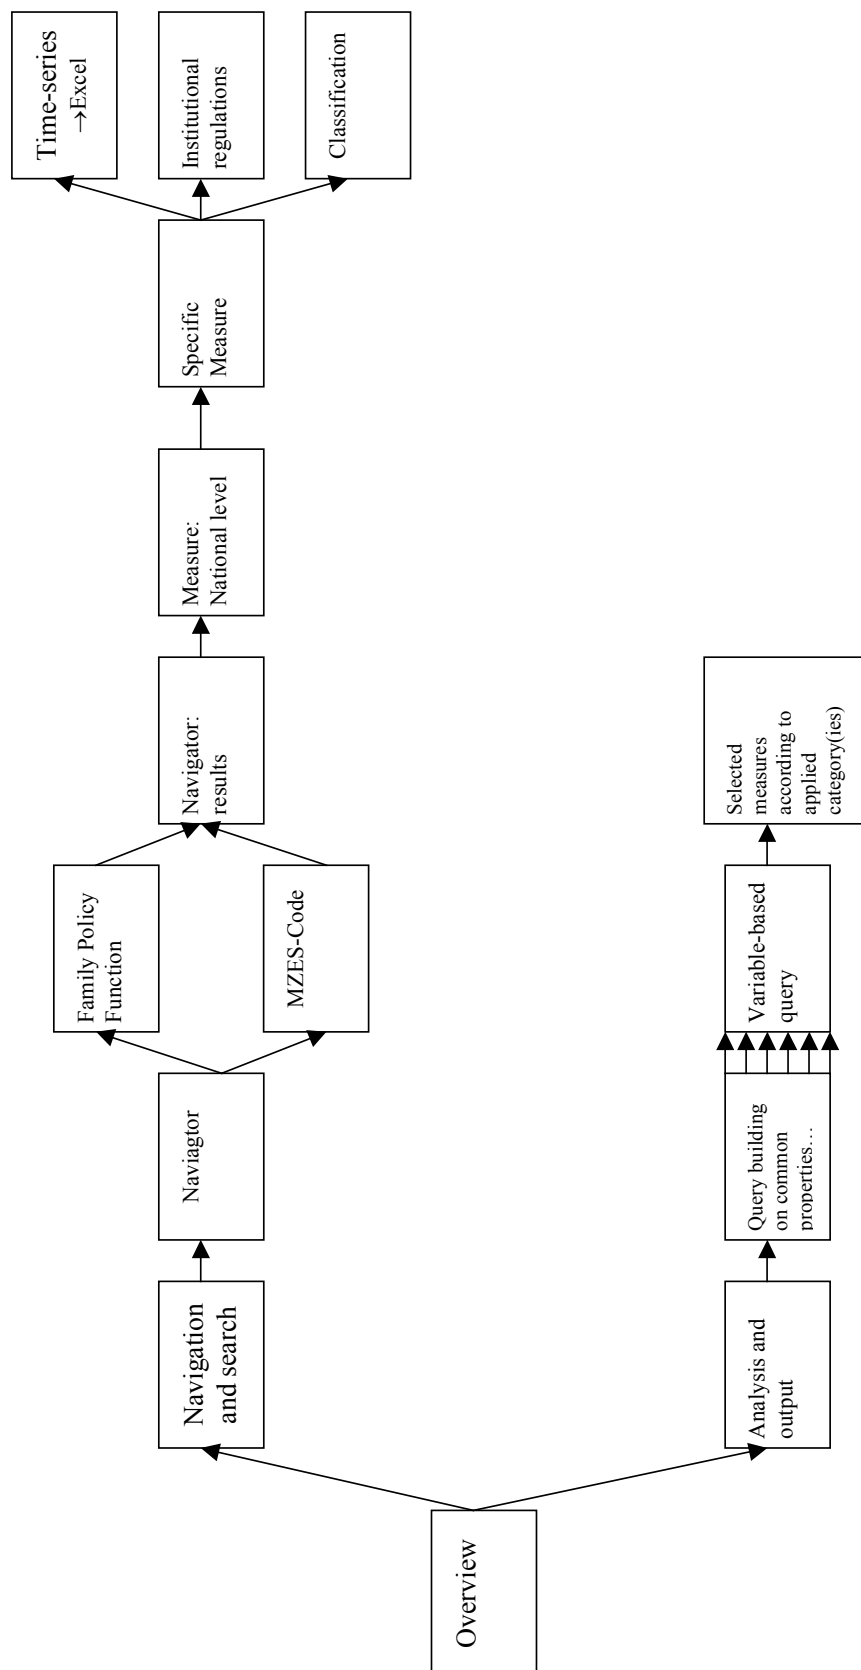 Overview
Navigation
and search
Naviagtor
Family Policy
Function
MZES-Code
Navigator:
results
Measure:
National level
Specific
Measure
Time-series
→Excel
Institutional
regulations
Classification
Analysis and
output
Query building
on common
properties…
Variable-based
query
Selected
measures
according to
applied
category(ies)